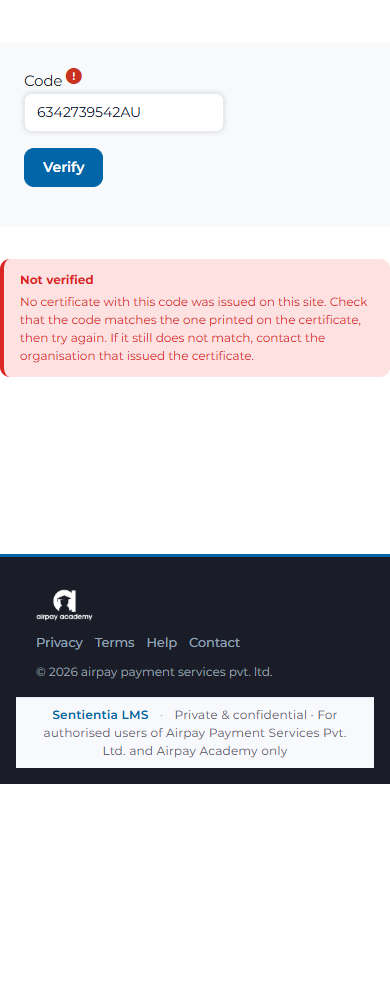 Code !
6342739542AU
Verify
Not verified
No certificate with this code was issued on this site. Check
that the code matches the one printed on the certificate,
then try again. If it still does not match, contact the
organisation that issued the certificate.
airpay academy
Privacy Terms Help Contact
© 2026 airpay payment services pvt. ltd.
Sentientia LMS · Private & confidential · For
authorised users of Airpay Payment Services Pvt.
Ltd. and Airpay Academy only